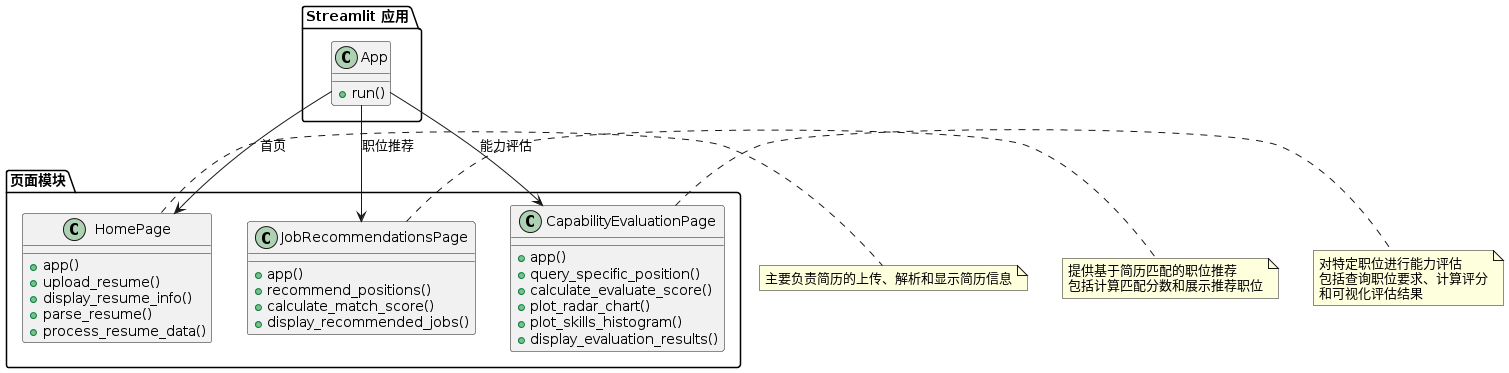 Streamlit 应用
C App
run()
首页
职位推荐
能力评估
页面模块
C HomePage
app()
upload_resume()
display_resume_info()
parse_resume()
process_resume_data()
C JobRecommendationsPage
app()
recommend_positions()
calculate_match_score()
display_recommended_jobs()
C CapabilityEvaluationPage
app()
query_specific_position()
calculate_evaluate_score()
plot_radar_chart()
plot_skills_histogram()
display_evaluation_results()
主要负责简历的上传、解析和显示简历信息
提供基于简历匹配的职位推荐
包括计算匹配分数和展示推荐职位
对特定职位进行能力评估
包括查询职位要求、计算评分
和可视化评估结果